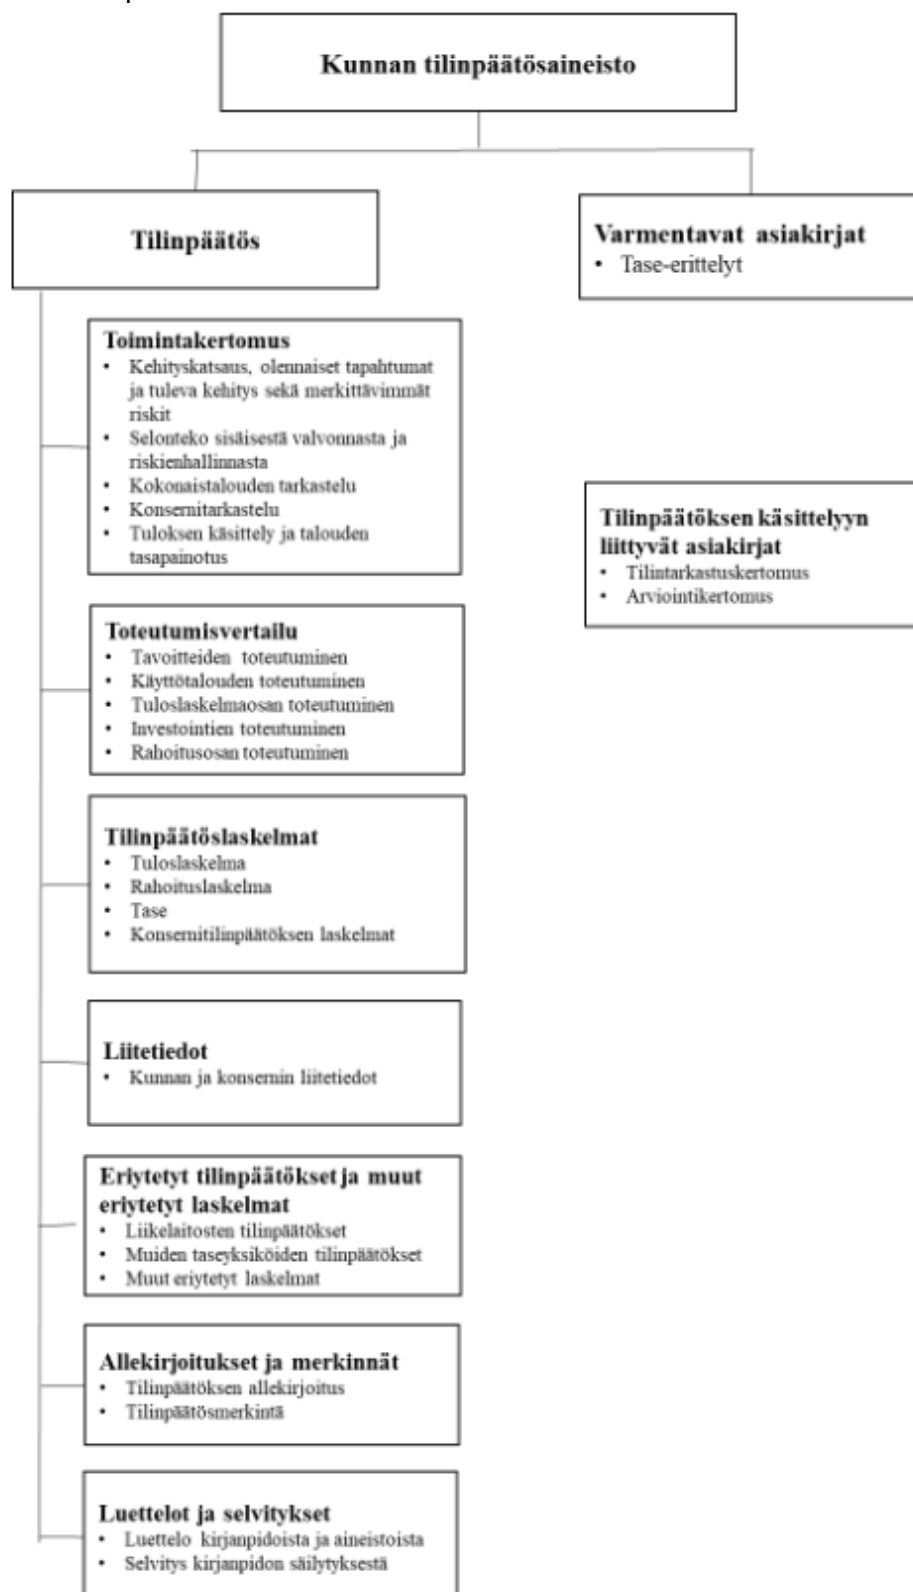 Kunnan tilinpäätösaineisto
Tilinpäätös
Varmentavat asiakirjat
• Tase-erittelyt
Toimintakertomus
• Kehityskatsaus, olennaiset tapahtumat
ja tuleva kehitys sekä merkittävimmät
riskit
• Selonteko sisäisestä valvonnasta ja
riskienhallinnasta
• Kokonaistalouden tarkastelu
• Konsernitarkastelu
• Tuloksen käsittely ja talouden
tasapainotus
Tilinpäätöksen käsittelyyn
liittyvät asiakirjat
• Tilintarkastuskertomus
• Arviointikertomus
Toteutumisvertailu
• Tavoitteiden toteutuminen
• Käyttötalouden toteutuminen
• Tuloslaskelmaosan toteutuminen
• Investointien toteutuminen
• Rahoitusosan toteutuminen
Tilinpäätöslaskelmat
• Tuloslaskelma
• Rahoituslaskelma
• Tase
• Konsernitilinpäätöksen laskelmat
Liitetiedot
• Kunnan ja konsernin liitetiedot
Eriytetyt tilinpäätökset ja muut
eriytetyt laskelmat
• Liikelaitosten tilinpäätökset
• Muiden taseyksiköiden tilinpäätökset
• Muut eriytetyt laskelmat
Allekirjoitukset ja merkinnät
• Tilinpäätöksen allekirjoitus
• Tilinpäätösmerkintä
Luettelot ja selvitykset
• Luettelo kirjanpidoista ja aineistoista
• Selvitys kirjanpidon säilytyksestä